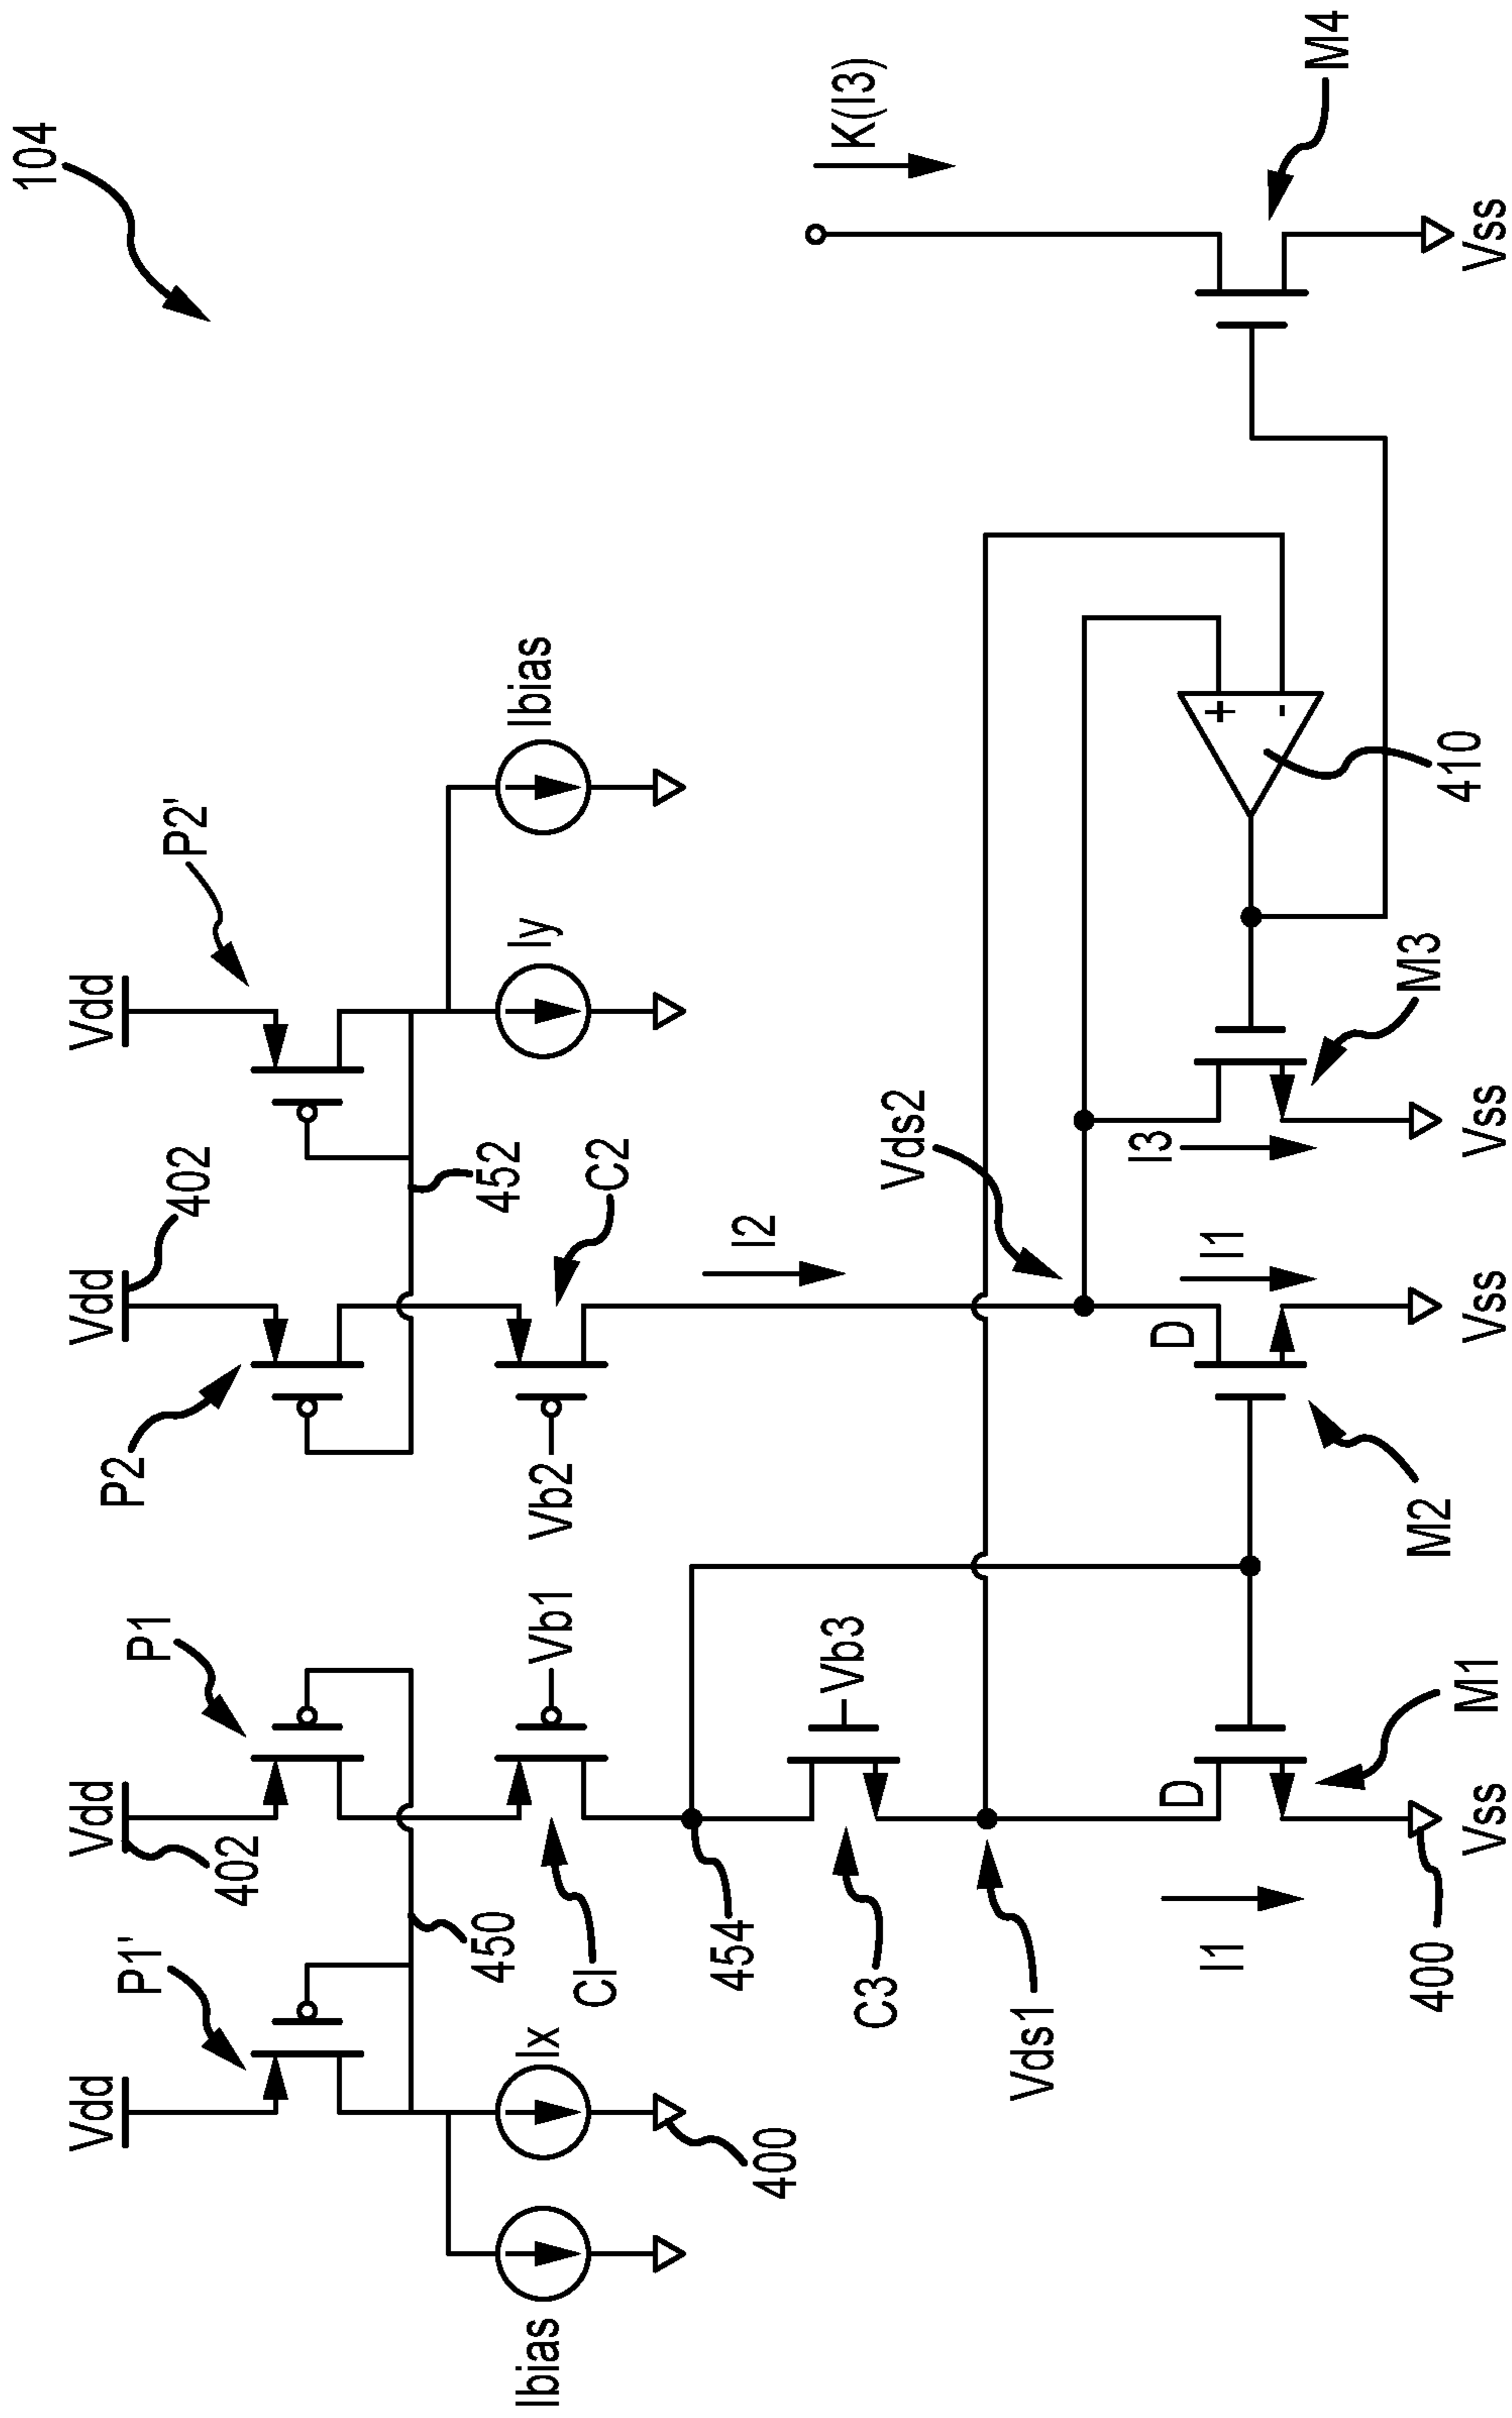 104
Vdd
P1'
Vdd
402
P1
Vdd
P2
402
Vdd
P2'
450
452
Ibias
Ix
400
CI
Vb1
Vb2
C2
Iy
Ibias
454
I2
K(I3)
C3
Vb3
Vds2
Vds1
D
D
I1
I1
I3
+
-
M4
M1
M2
M3
410
400
Vss
Vss
Vss
Vss